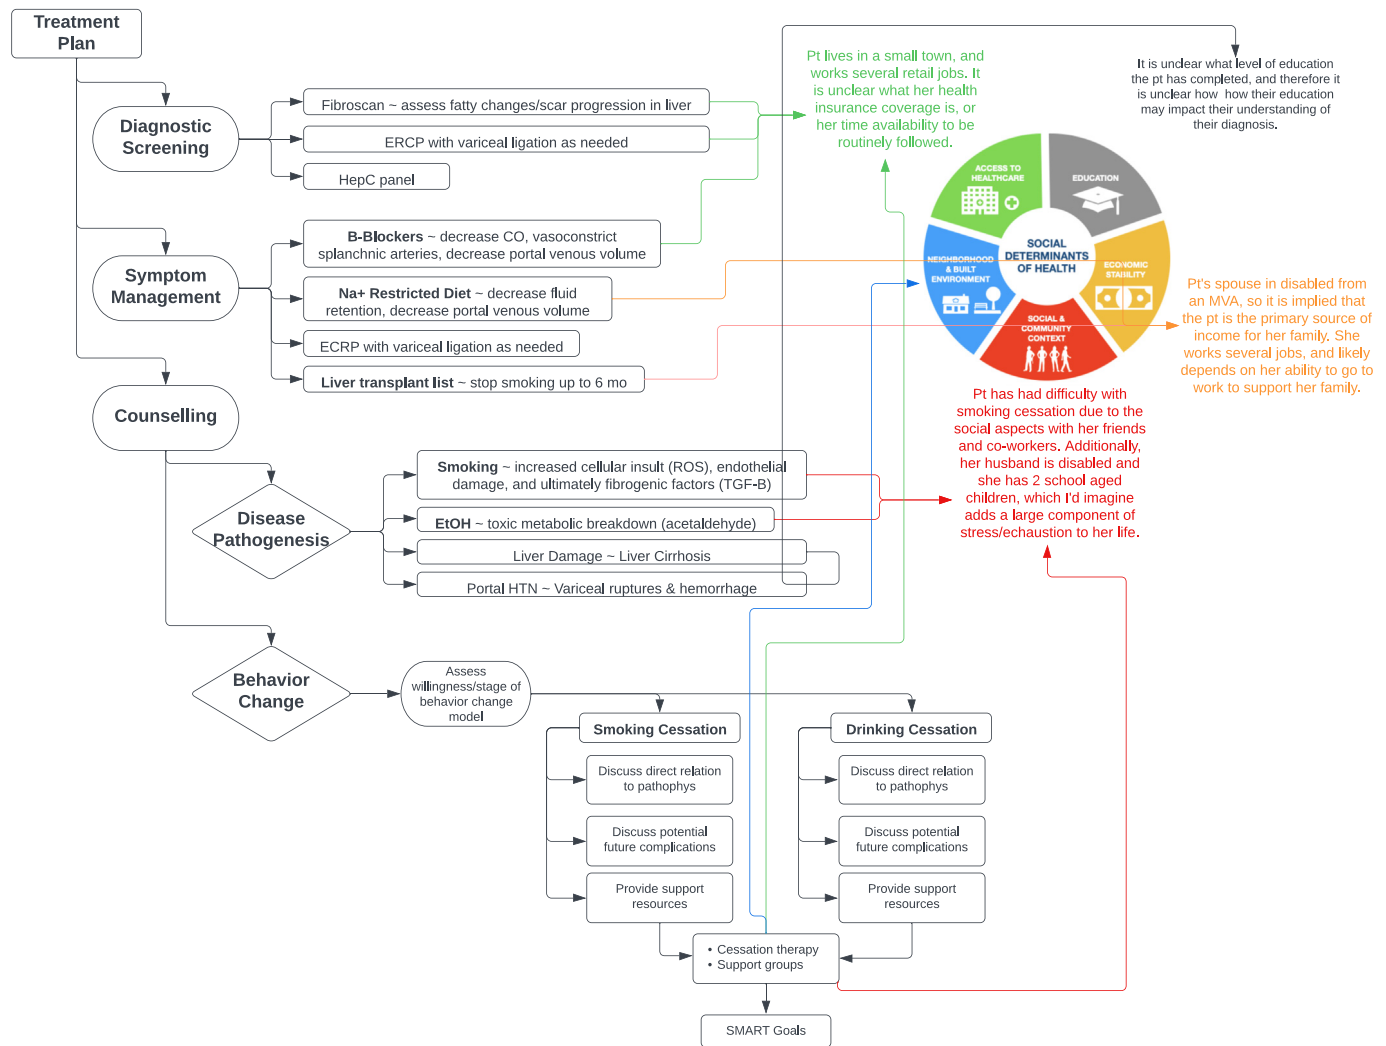 Treatment
Plan
Diagnostic
Screening
Fibroscan ~ assess fatty changes/scar progression in liver
ERCP with variceal ligation as needed
HepC panel
Symptom
Management
B-Blockers ~ decrease CO, vasoconstrict
splanchnic arteries, decrease portal venous volume
Na+ Restricted Diet ~ decrease fluid
retention, decrease portal venous volume
ECRP with variceal ligation as needed
Liver transplant list ~ stop smoking up to 6 mo
Counselling
Disease
Pathogenesis
Smoking ~ increased cellular insult (ROS), endothelial
damage, and ultimately fibrogenic factors (TGF-B)
EtOH ~ toxic metabolic breakdown (acetaldehyde)
Liver Damage ~ Liver Cirrhosis
Portal HTN ~ Variceal ruptures & hemorrhage
Behavior
Change
Assess
willingness/stage of
behavior change
model
Smoking Cessation
Discuss direct relation
to pathophys
Discuss potential
future complications
Provide support
resources
Drinking Cessation
Discuss direct relation
to pathophys
Discuss potential
future complications
Provide support
resources
• Cessation therapy
• Support groups
SMART Goals
Pt lives in a small town, and
works several retail jobs. It
is unclear what her health
insurance coverage is, or
her time availability to be
routinely followed.
It is unclear what level of education
the pt has completed, and therefore it
is unclear how how their education
may impact their understanding of
their diagnosis.
ACCESS TO
HEALTHCARE
EDUCATION
SOCIAL
DETERMINANTS
OF HEALTH
NEIGHBORHOOD
& BUILT
ENVIRONMENT
ECONOMIC
STABILITY
SOCIAL &
COMMUNITY
CONTEXT
Pt's spouse in disabled from
an MVA, so it is implied that
the pt is the primary source of
income for her family. She
works several jobs, and likely
depends on her ability to go to
work to support her family.
Pt has had difficulty with
smoking cessation due to the
social aspects with her friends
and co-workers. Additionally,
her husband is disabled and
she has 2 school aged
children, which I'd imagine
adds a large component of
stress/echaustion to her life.